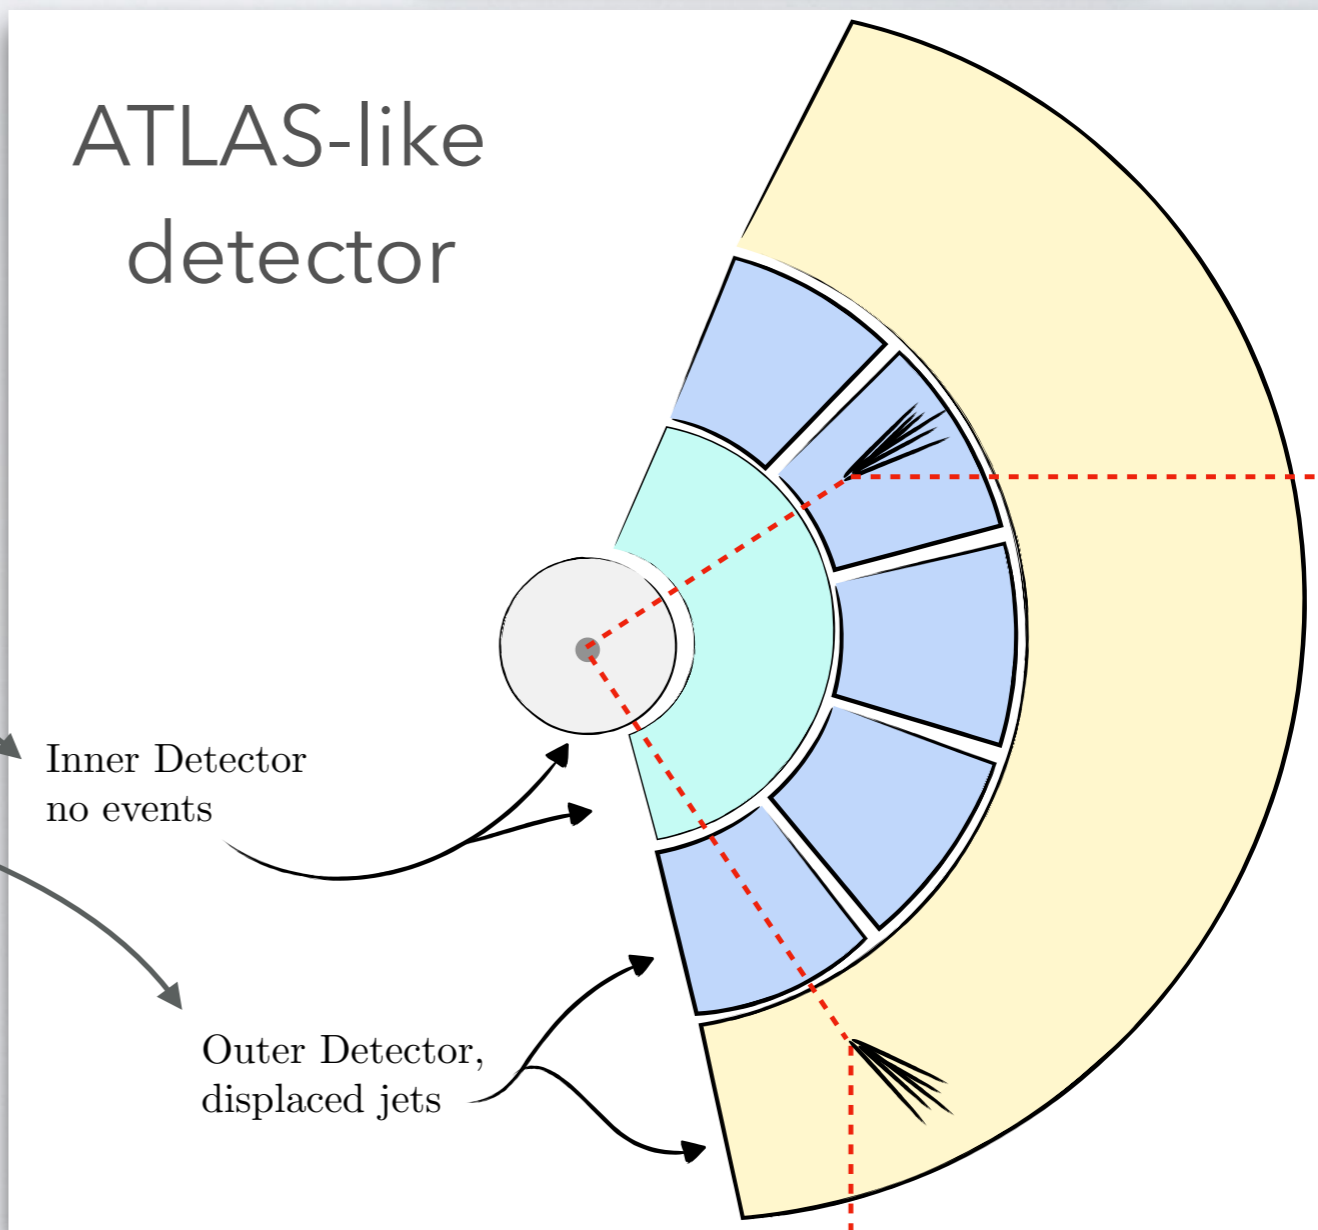 ATLAS-like
detector
Inner Detector
no events
Outer Detector,
displaced jets